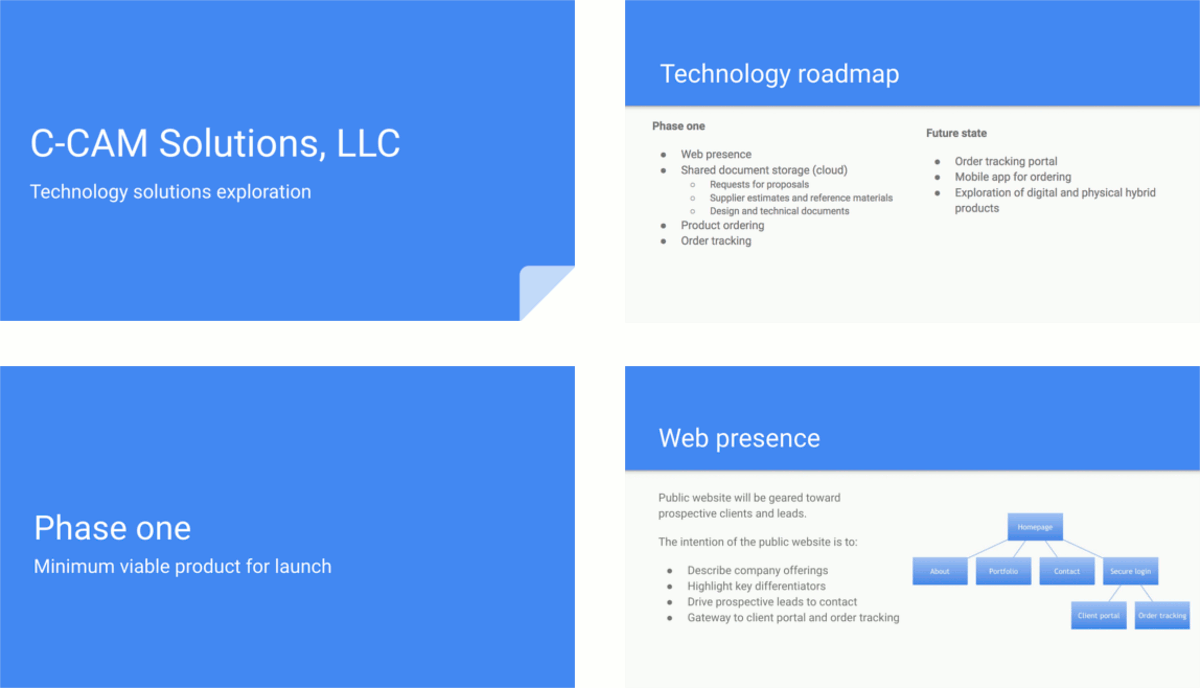 C-CAM Solutions, LLC
Technology solutions exploration
Technology roadmap
Phase one
● Web presence
● Shared document storage (cloud)
○ Requests for proposals
○ Supplier estimates and reference materials
○ Design and technical documents
● Product ordering
● Order tracking
Future state
● Order tracking portal
● Mobile app for ordering
● Exploration of digital and physical hybrid
products
Phase one
Minimum viable product for launch
Web presence
Public website will be geared toward
prospective clients and leads.
The intention of the public website is to:
● Describe company offerings
● Highlight key differentiators
● Drive prospective leads to contact
● Gateway to client portal and order tracking
Homepage
About
Portfolio
Contact
Secure login
Client portal
Order tracking